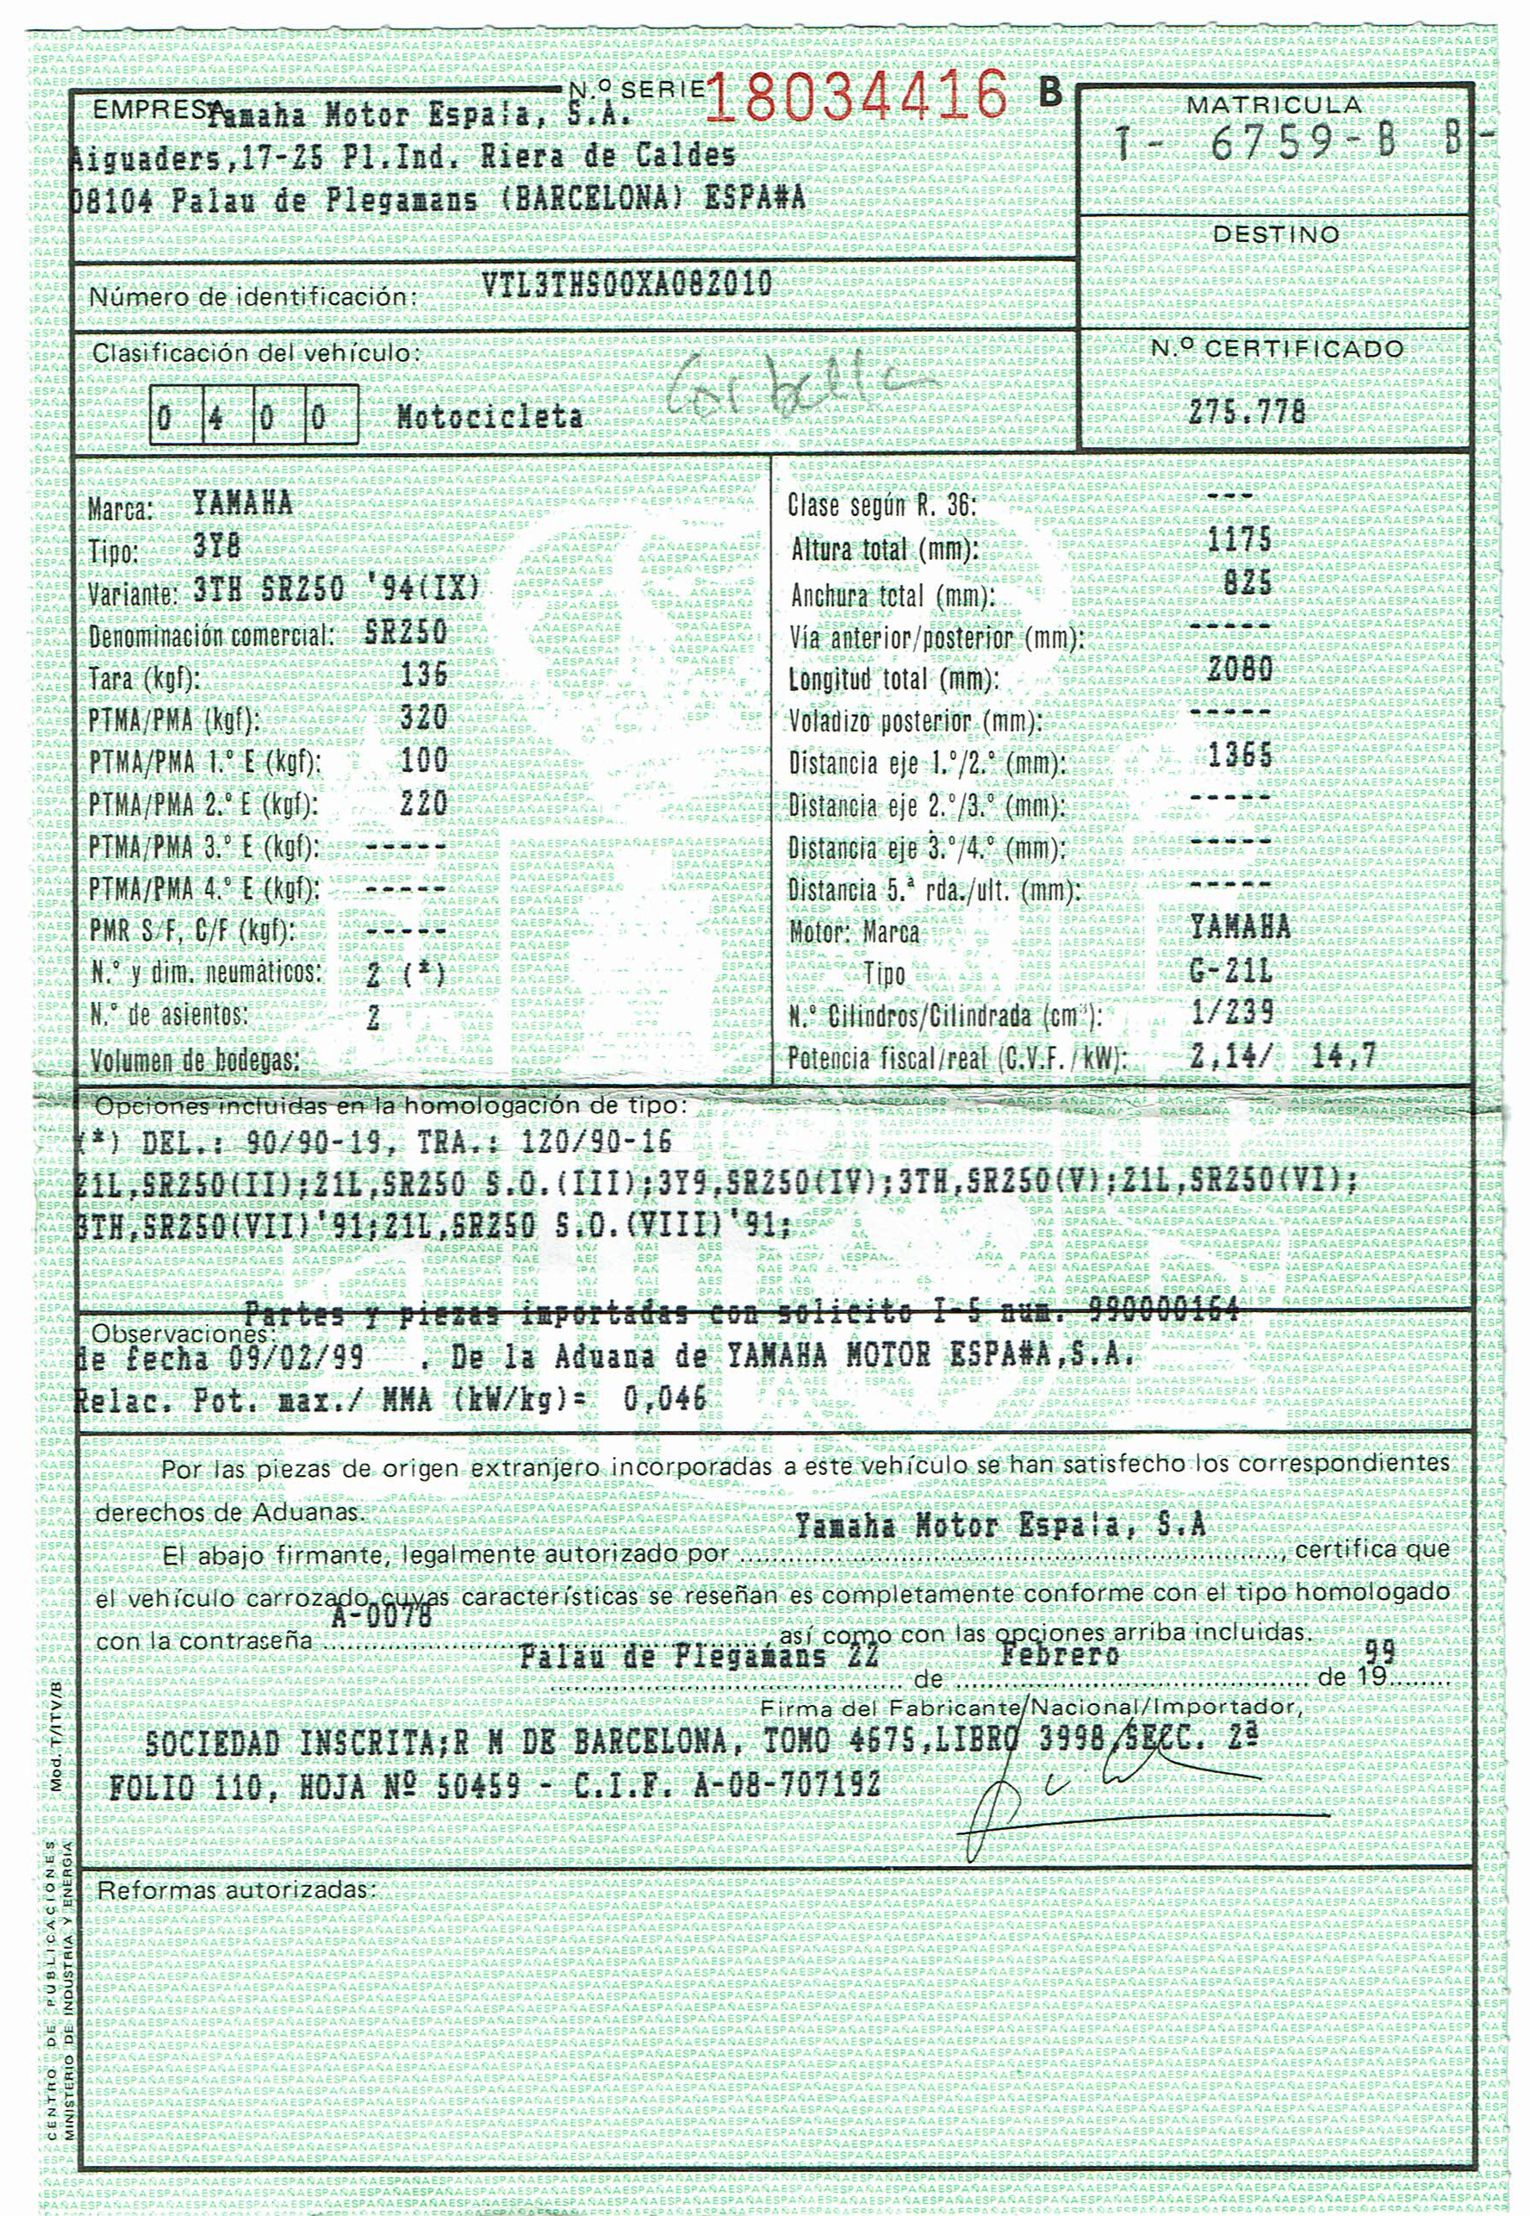 N.º SERIE 18034416 B
EMPRESA Yamaha Motor Espa!a, S.A.
Aiguaders,17-25 Pl.Ind. Riera de Caldes
08104 Palau de Plegamans (BARCELONA) ESPA#A
MATRICULA
T- 6759-B B-
DESTINO
Número de identificación: VTL3THS00XA082010
Clasificación del vehículo:
0 4 0 0 Motocicleta
N.º CERTIFICADO
275.778
Marca: YAMAHA
Tipo: 3Y8
Variante: 3TH SR250 '94(IX)
Denominación comercial: SR250
Tara (kgf): 136
PTMA/PMA (kgf): 320
PTMA/PMA 1.º E (kgf): 100
PTMA/PMA 2.º E (kgf): 220
PTMA/PMA 3.º E (kgf): -----
PTMA/PMA 4.º E (kgf): -----
PMR S/F, C/F (kgf): -----
N.º y dim. neumáticos: 2 (*)
N.º de asientos: 2
Volumen de bodegas:
Clase según R. 36: ---
Altura total (mm): 1175
Anchura total (mm): 825
Vía anterior/posterior (mm): -----
Longitud total (mm): 2080
Voladizo posterior (mm): -----
Distancia eje 1.º/2.º (mm): 1365
Distancia eje 2.º/3.º (mm): -----
Distancia eje 3.º/4.º (mm): -----
Distancia 5.ª rda./ult. (mm): -----
Motor: Marca YAMAHA
Tipo G-21L
N.º Cilindros/Cilindrada (cm³): 1/239
Potencia fiscal/real (C.V.F./kW): 2,14/ 14,7
Opciones incluidas en la homologación de tipo:
(*) DEL.: 90/90-19, TRA.: 120/90-16
21L,SR250(II);21L,SR250 S.O.(III);3Y9,SR250(IV);3TH,SR250(V);21L,SR250(VI);
3TH,SR250(VII)'91;21L,SR250 S.O.(VIII)'91;
Partes y piezas importadas con solicito I-5 num. 990000164
Observaciones:
de fecha 09/02/99 . De la Aduana de YAMAHA MOTOR ESPA#A,S.A.
Relac. Pot. max./ MMA (kW/kg)= 0,046
Por las piezas de origen extranjero incorporadas a este vehículo se han satisfecho los correspondientes
derechos de Aduanas.
Yamaha Motor Espa!a, S.A
El abajo firmante, legalmente autorizado por ............, certifica que
el vehículo carrozado cuyas características se reseñan es completamente conforme con el tipo homologado
con la contraseña A-0078, así como con las opciones arriba incluidas.
Palau de Plegamans 22 de Febrero de 19 99
Firma del Fabricante/Nacional/Importador,
SOCIEDAD INSCRITA;R M DE BARCELONA, TOMO 4675,LIBRO 3998,SECC. 2ª
FOLIO 110, HOJA Nº 50459 - C.I.F. A-08-707192
Reformas autorizadas:
Mod. T/ITV/B
CENTRO DE PUBLICACIONES
MINISTERIO DE INDUSTRIA Y ENERGIA